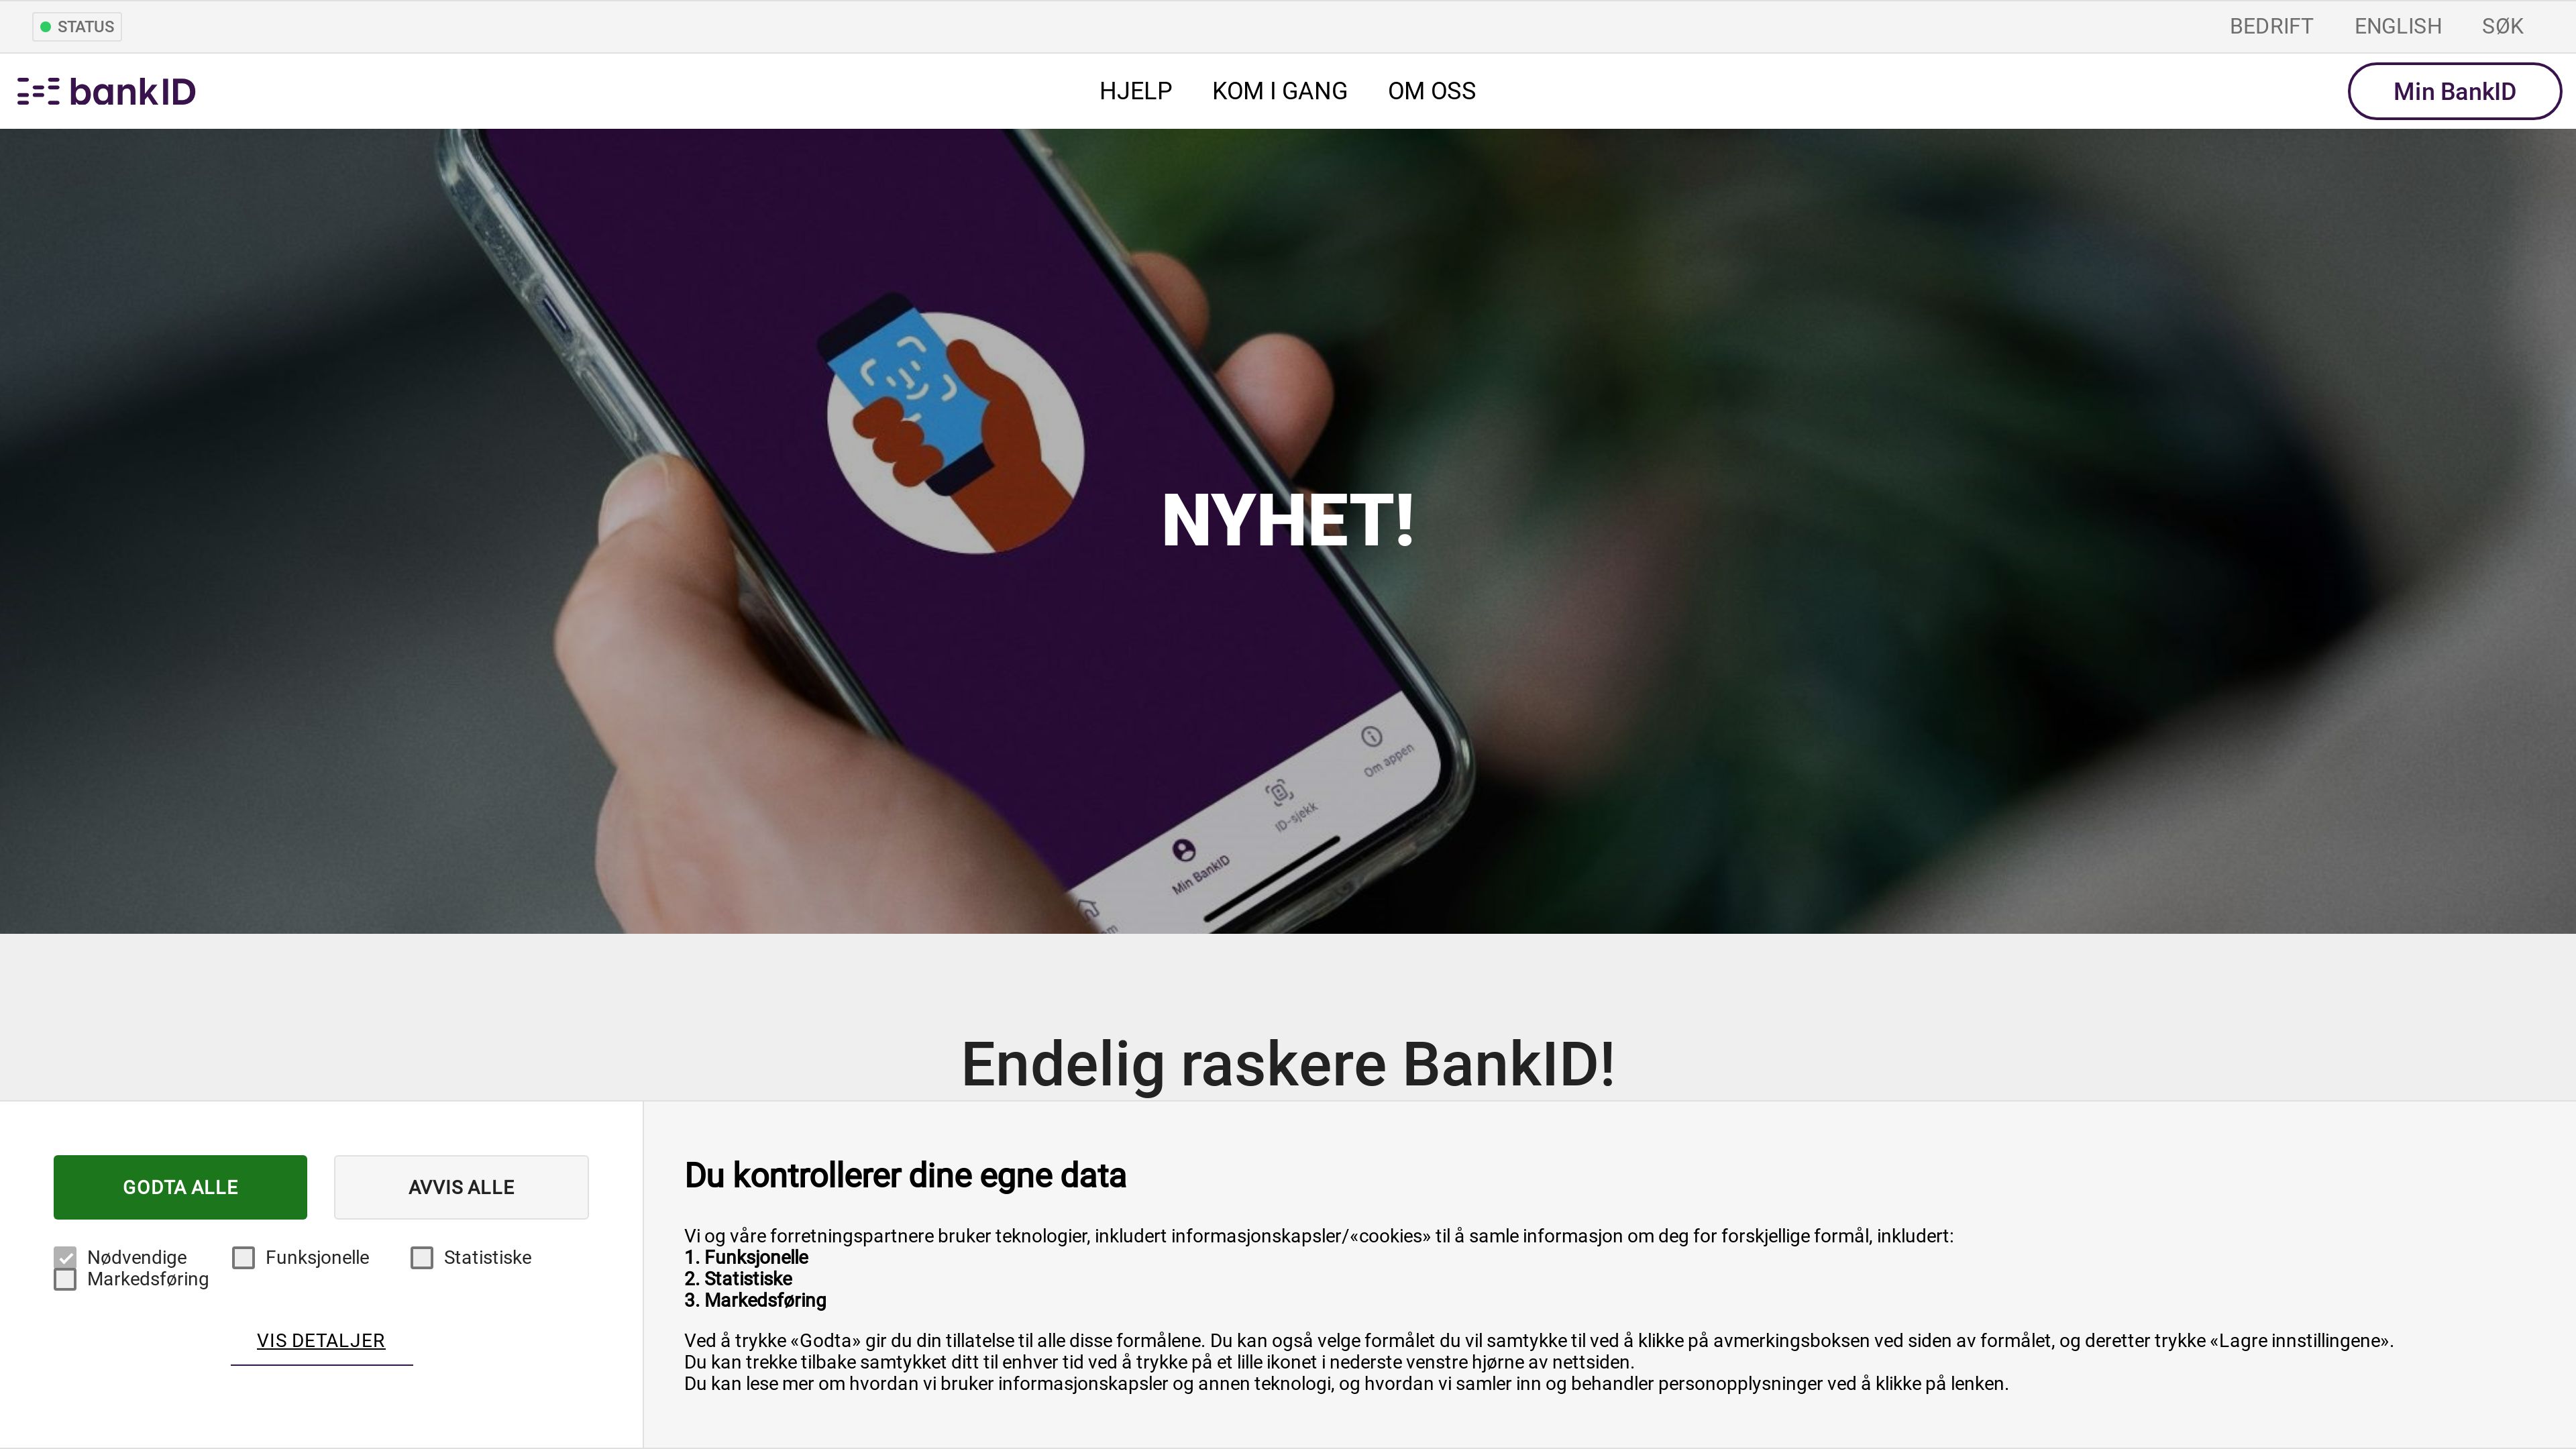 STATUS
BEDRIFT ENGLISH SØK
bankID
HJELP KOM I GANG OM OSS
Min BankID
NYHET!
Om appen
ID-sjekk
Min BankID
Endelig raskere BankID!
GODTA ALLE
AVVIS ALLE
Nødvendige
Funksjonelle
Statistiske
Markedsføring
VIS DETALJER
Du kontrollerer dine egne data
Vi og våre forretningspartnere bruker teknologier, inkludert informasjonskapsler/«cookies» til å samle informasjon om deg for forskjellige formål, inkludert:
1. Funksjonelle
2. Statistiske
3. Markedsføring
Ved å trykke «Godta» gir du din tillatelse til alle disse formålene. Du kan også velge formålet du vil samtykke til ved å klikke på avmerkingsboksen ved siden av formålet, og deretter trykke «Lagre innstillingene».
Du kan trekke tilbake samtykket ditt til enhver tid ved å trykke på et lille ikonet i nederste venstre hjørne av nettsiden.
Du kan lese mer om hvordan vi bruker informasjonskapsler og annen teknologi, og hvordan vi samler inn og behandler personopplysninger ved å klikke på lenken.